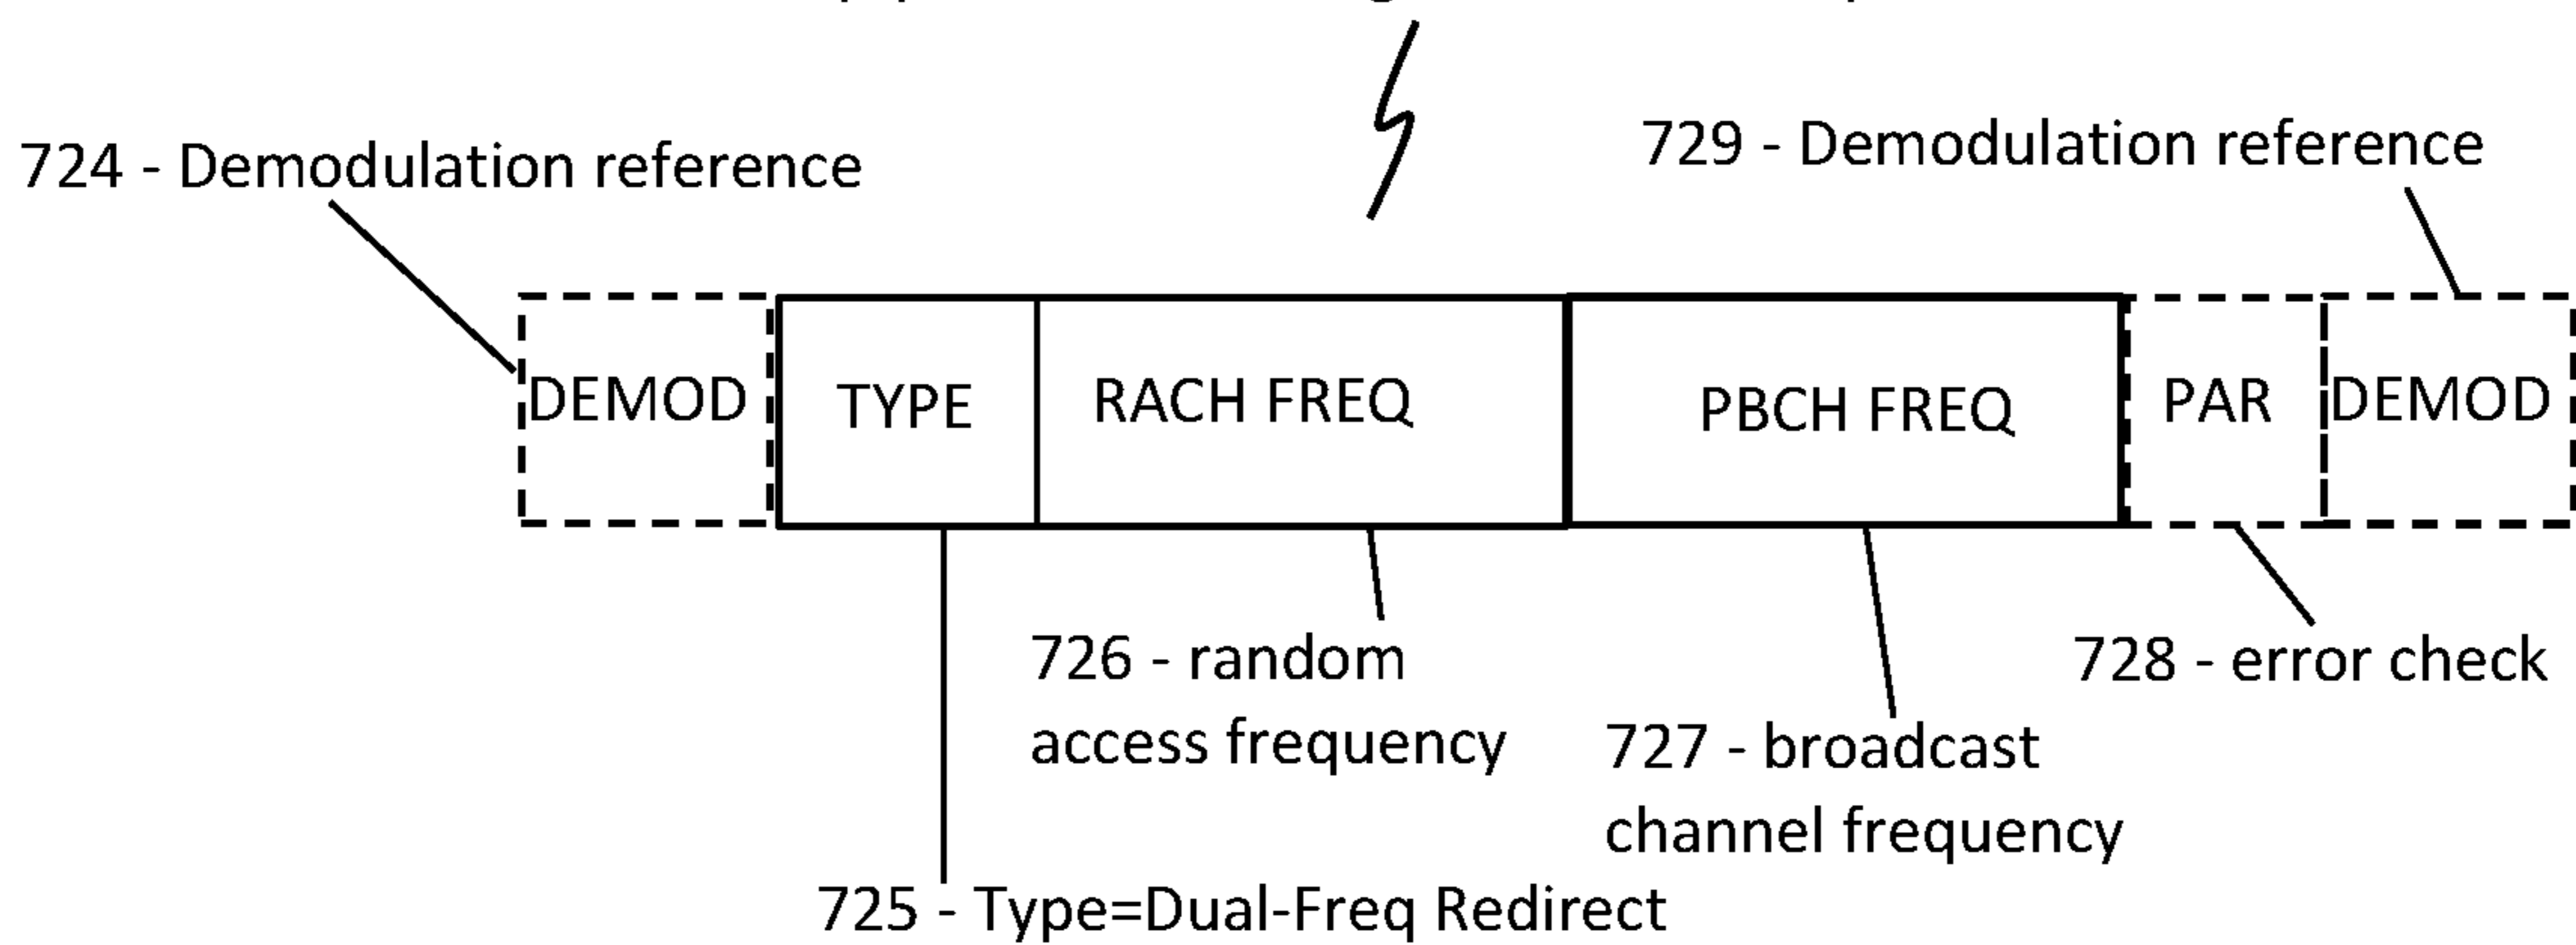 729 - Demodulation reference
724 - Demodulation reference
DEMOD
TYPE
RACH FREQ
PBCH FREQ
PAR
DEMOD
726 - random
access frequency
728 - error check
727 - broadcast
channel frequency
725 - Type=Dual-Freq Redirect